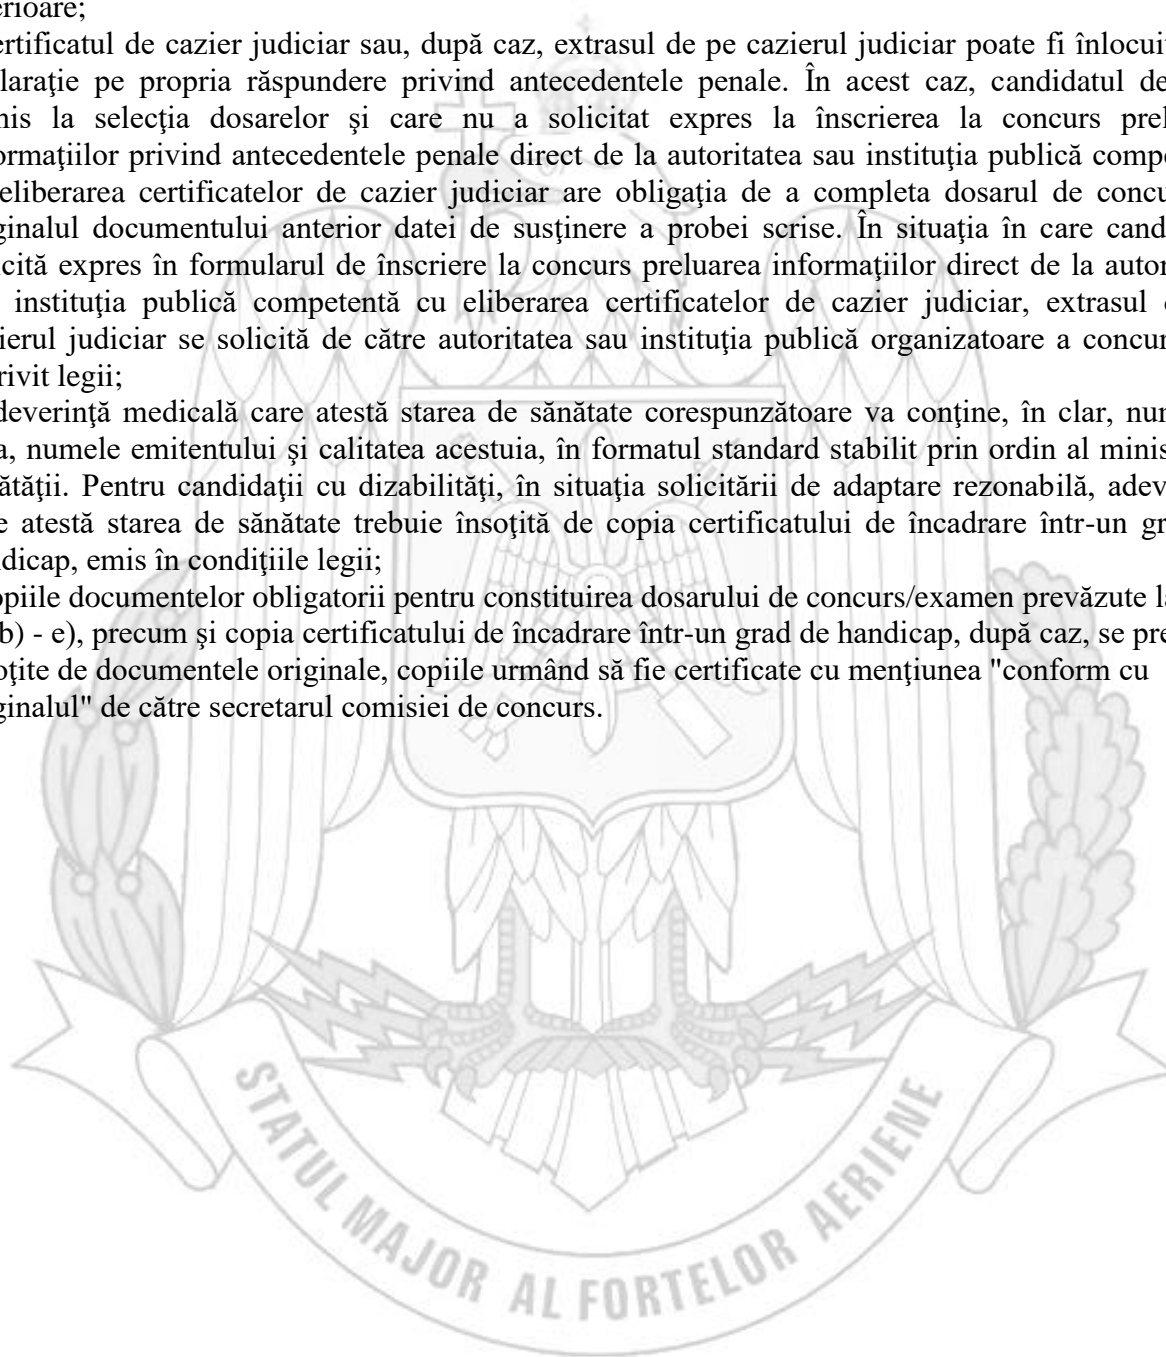 erioare;
ertificatul de cazier judiciar sau, după caz, extrasul de pe cazierul judiciar poate fi înlocuit
laraţie pe propria răspundere privind antecedentele penale. În acest caz, candidatul de
is la selecţia dosarelor şi care nu a solicitat expres la înscrierea la concurs prel
ormaţiilor privind antecedentele penale direct de la autoritatea sau instituţia publică compe
eliberarea certificatelor de cazier judiciar are obligaţia de a completa dosarul de concu
ginalul documentului anterior datei de susţinere a probei scrise. În situaţia în care cand
icită expres în formularul de înscriere la concurs preluarea informaţiilor direct de la autor
instituţia publică competentă cu eliberarea certificatelor de cazier judiciar, extrasul
ierul judiciar se solicită de către autoritatea sau instituţia publică organizatoare a concur
rivit legii;
deverinţă medicală care atestă starea de sănătate corespunzătoare va conţine, în clar, nur
a, numele emitentului şi calitatea acestuia, în formatul standard stabilit prin ordin al minis
ătăţii. Pentru candidaţii cu dizabilităţi, în situaţia solicitării de adaptare rezonabilă, adev
e atestă starea de sănătate trebuie însoţită de copia certificatului de încadrare într-un gr
dicap, emis în condiţiile legii;
opiile documentelor obligatorii pentru constituirea dosarului de concurs/examen prevăzute la
b) - e), precum şi copia certificatului de încadrare într-un grad de handicap, după caz, se pre
oţite de documentele originale, copiile urmând să fie certificate cu menţiunea "conform cu
ginalul" de către secretarul comisiei de concurs.
STATUL MAJOR AL FORTELOR AERIENE